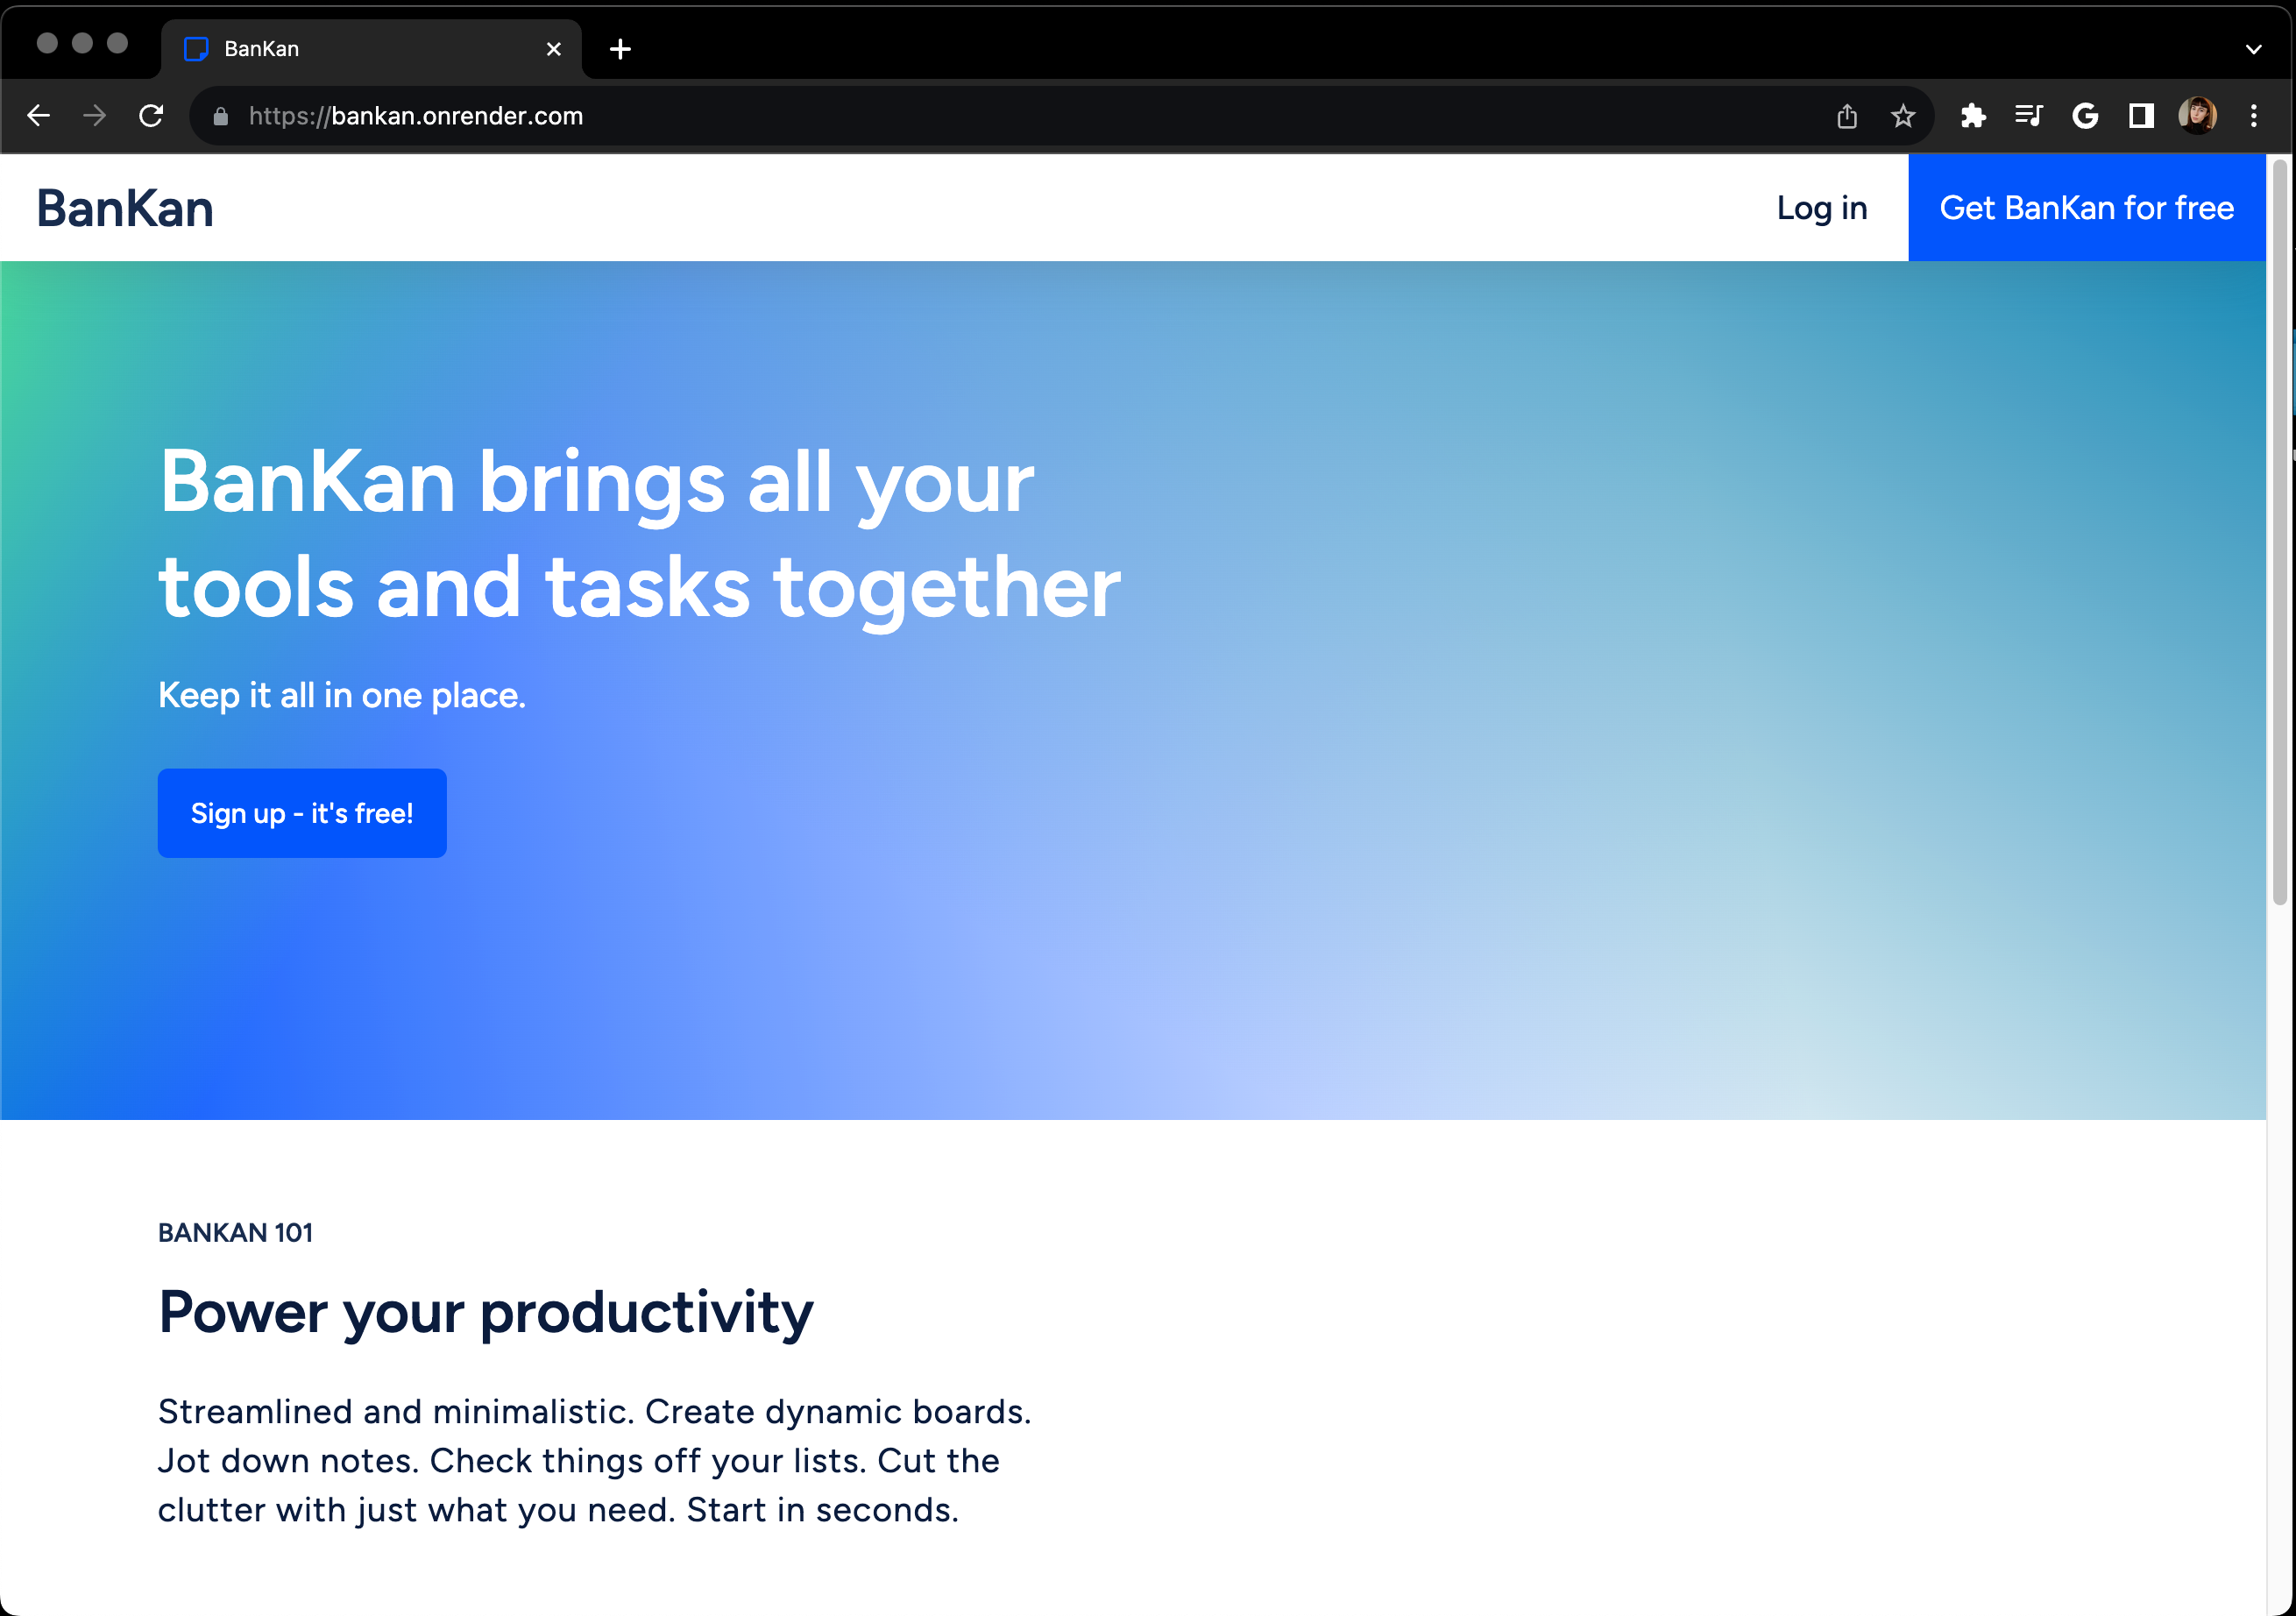 BanKan
https://bankan.onrender.com
BanKan
Log in
Get BanKan for free
BanKan brings all your
tools and tasks together
Keep it all in one place.
Sign up - it's free!
BANKAN 101
Power your productivity
Streamlined and minimalistic. Create dynamic boards.
Jot down notes. Check things off your lists. Cut the
clutter with just what you need. Start in seconds.